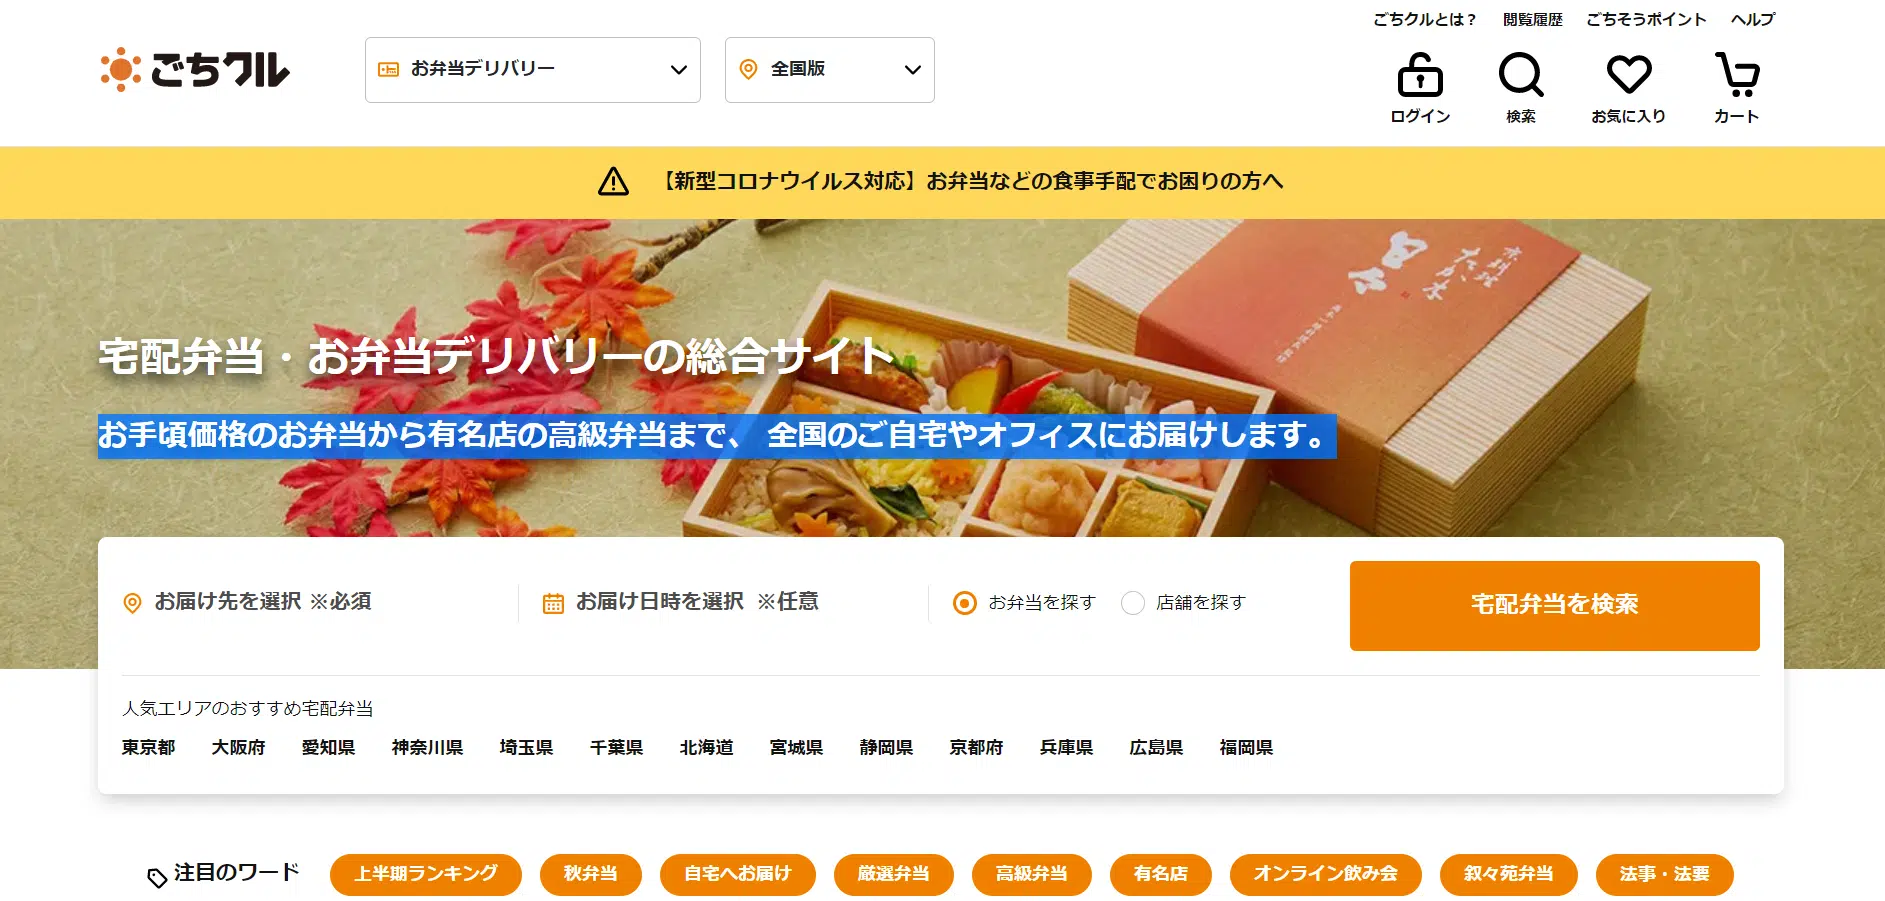 ごちクルとは？ 閲覧履歴 ごちそうポイント ヘルプ
ごちクル
お弁当デリバリー
全国版
ログイン 検索 お気に入り カート
【新型コロナウイルス対応】お弁当などの食事手配でお困りの方へ
京料理
たか木
日々
宅配弁当・お弁当デリバリーの総合サイト
お手頃価格のお弁当から有名店の高級弁当まで、 全国のご自宅やオフィスにお届けします。
お届け先を選択 ※必須
お届け日時を選択 ※任意
お弁当を探す 店舗を探す
宅配弁当を検索
人気エリアのおすすめ宅配弁当
東京都 大阪府 愛知県 神奈川県 埼玉県 千葉県 北海道 宮城県 静岡県 京都府 兵庫県 広島県 福岡県
注目のワード 上半期ランキング 秋弁当 自宅へお届け 厳選弁当 高級弁当 有名店 オンライン飲み会 叙々苑弁当 法事・法要